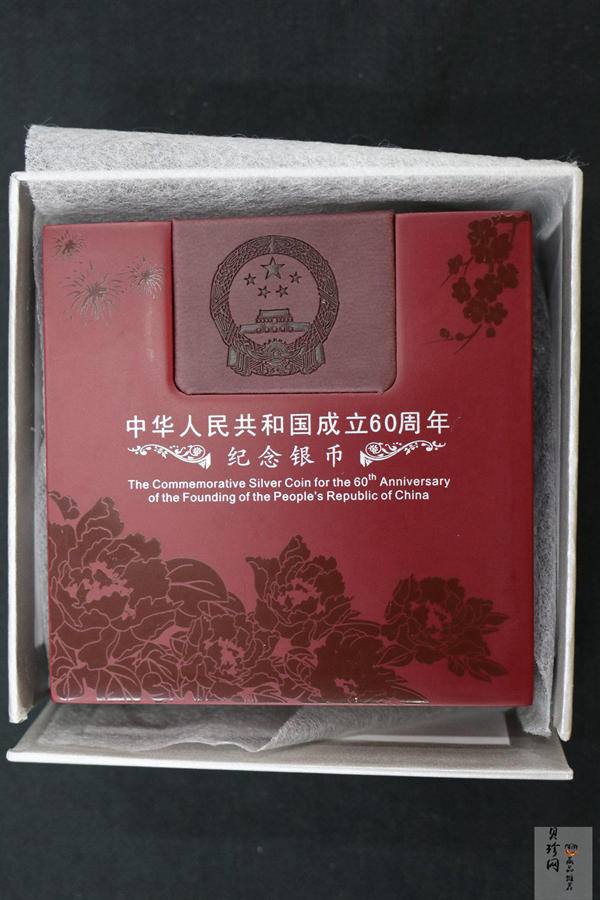 中华人民共和国成立60周年
纪念银币
The Commemorative Silver Coin for the 60th Anniversary
of the Founding of the People's Republic of China
贝珍网